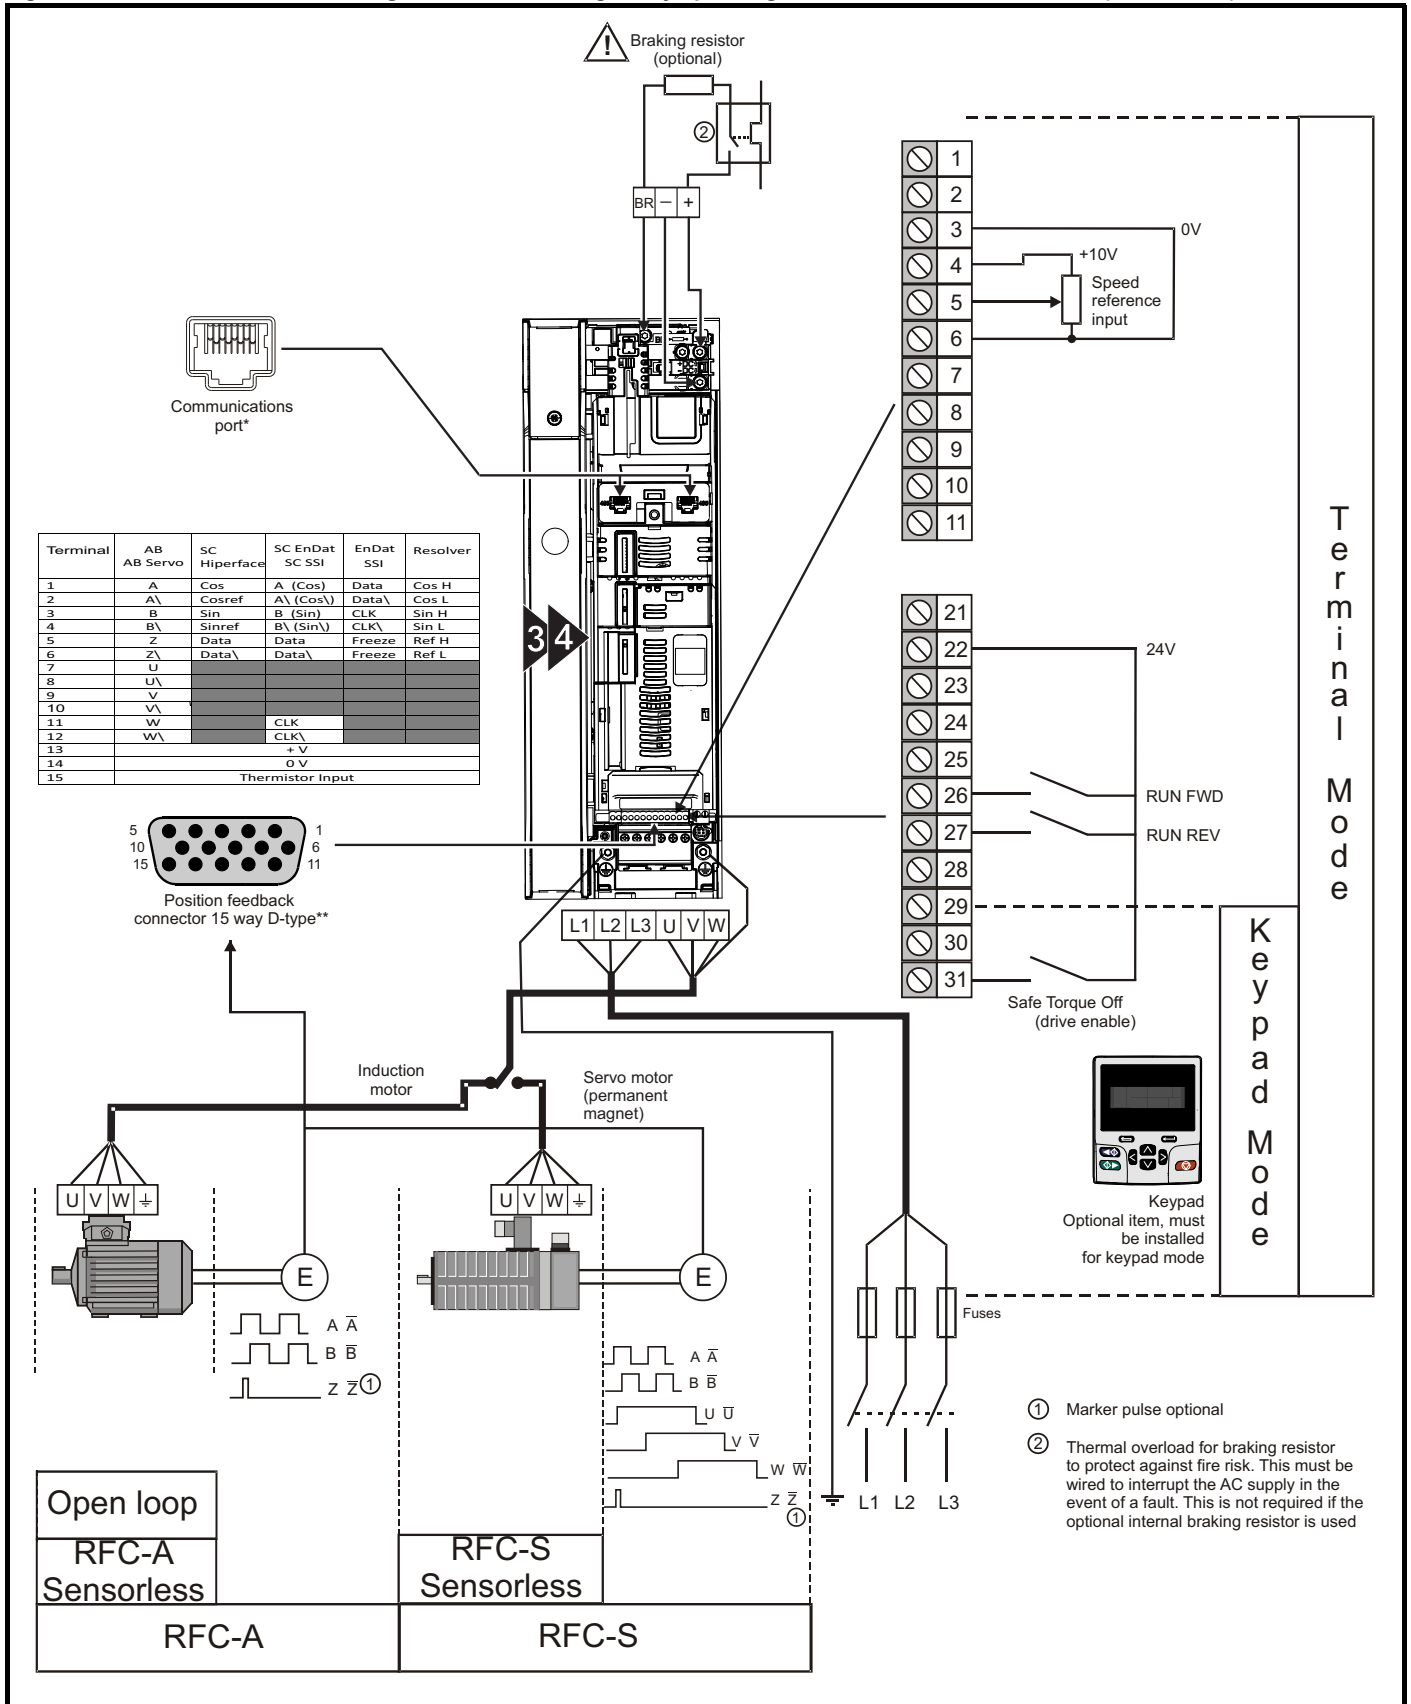 Braking resistor
(optional)
2
BR − +
1
2
3
4
5
6
7
8
9
10
11
0V
+10V
Speed
reference
input
Communications
port*
Terminal AB AB Servo SC Hiperface SC EnDat SC SSI EnDat SSI Resolver
1 A Cos A (Cos) Data Cos H
2 A\ Cosref A\ (Cos\) Data\ Cos L
3 B Sin B (Sin) CLK Sin H
4 B\ Sinref B\ (Sin\) CLK\ Sin L
5 Z Data Data Freeze Ref H
6 Z\ Data\ Data\ Freeze Ref L
7 U
8 U\
9 V
10 V\
11 W CLK
12 W\ CLK\
13 + V
14 0 V
15 Thermistor Input
3 4
5 1
10 6
15 11
Position feedback
connector 15 way D-type**
L1 L2 L3 U V W
21
22
23
24
25
26
27
28
29
30
31
24V
RUN FWD
RUN REV
Safe Torque Off
(drive enable)
Terminal Mode
Keypad Mode
Keypad
Optional item, must
be installed
for keypad mode
Induction
motor
Servo motor
(permanent
magnet)
U V W
U V W
E
E
A A̅
B B̅
Z Z̅ 1
A A̅
B B̅
U U̅
V V̅
W W̅
Z Z̅
1
Fuses
L1 L2 L3
1 Marker pulse optional
2 Thermal overload for braking resistor
to protect against fire risk. This must be
wired to interrupt the AC supply in the
event of a fault. This is not required if the
optional internal braking resistor is used
Open loop
RFC-A
Sensorless
RFC-S
Sensorless
RFC-A
RFC-S